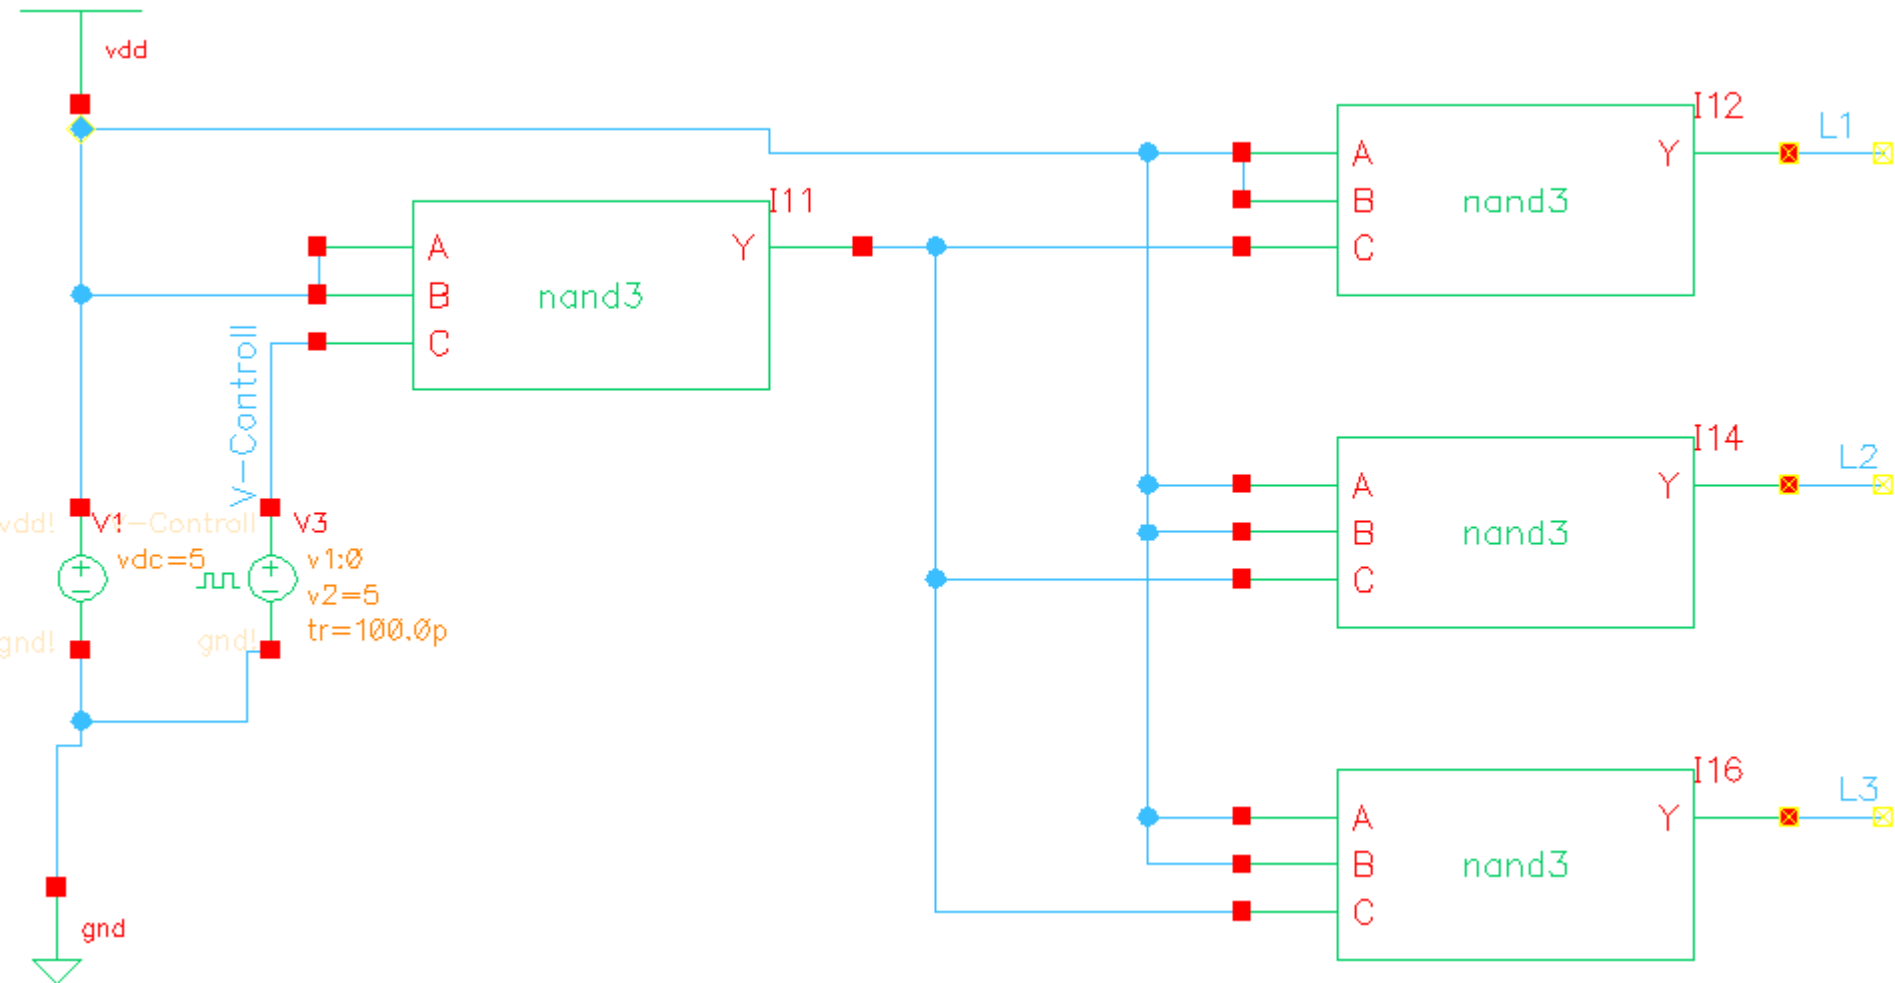 vdd
I12
L1
A
Y
B
nand3
C
I11
A
Y
B
nand3
C
V-Controll
I14
L2
A
Y
B
nand3
C
vdd!
V1
-Controll
V3
vdc=5
v1:0
v2=5
tr=100.0p
gnd!
gnd!
I16
L3
A
Y
B
nand3
C
gnd